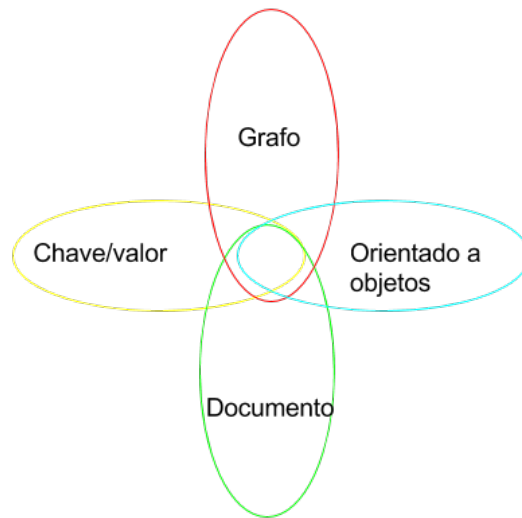 Grafo
Chave/valor
Orientado a
objetos
Documento